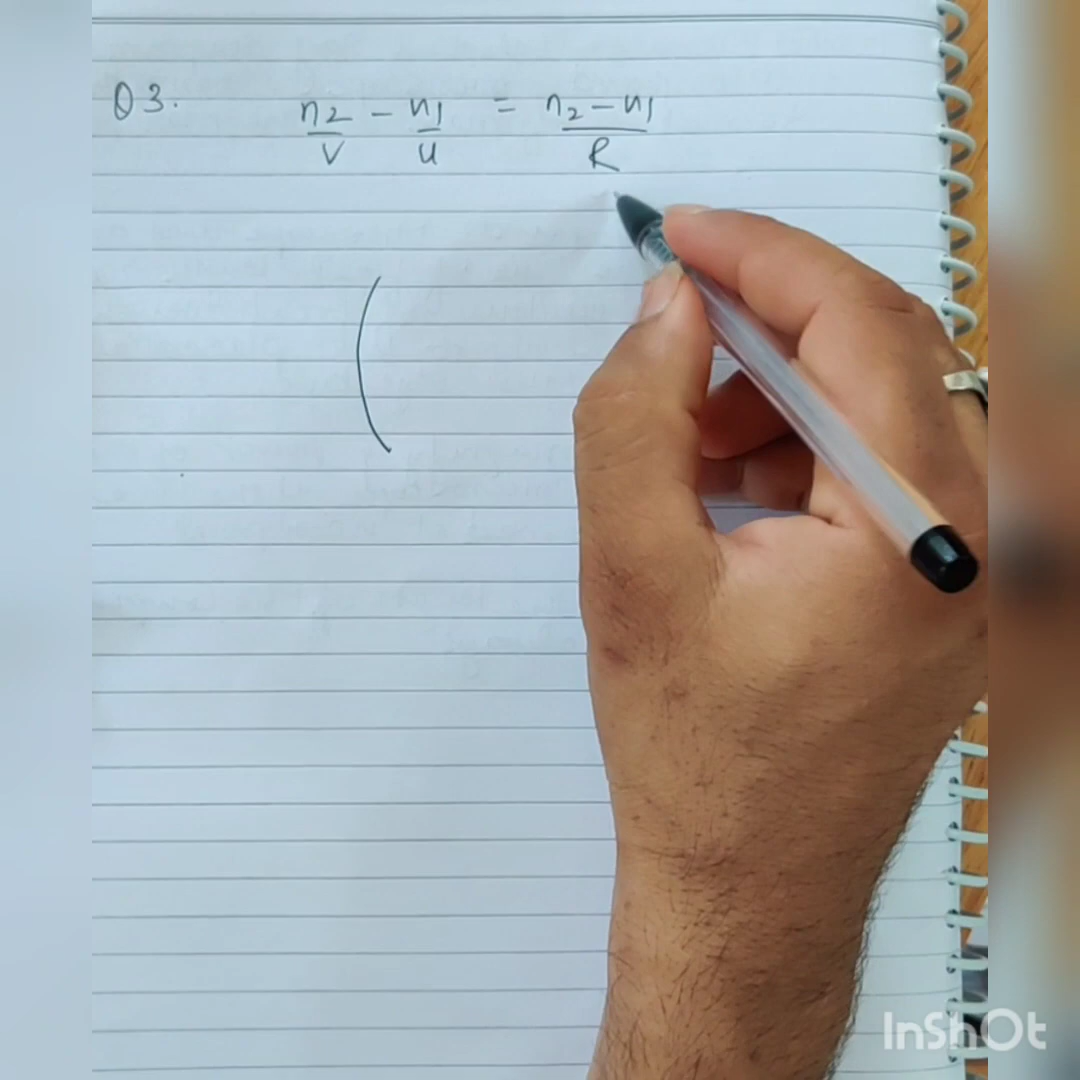 Q3. n2/v - n1/u = n2-n1/R
InShOt